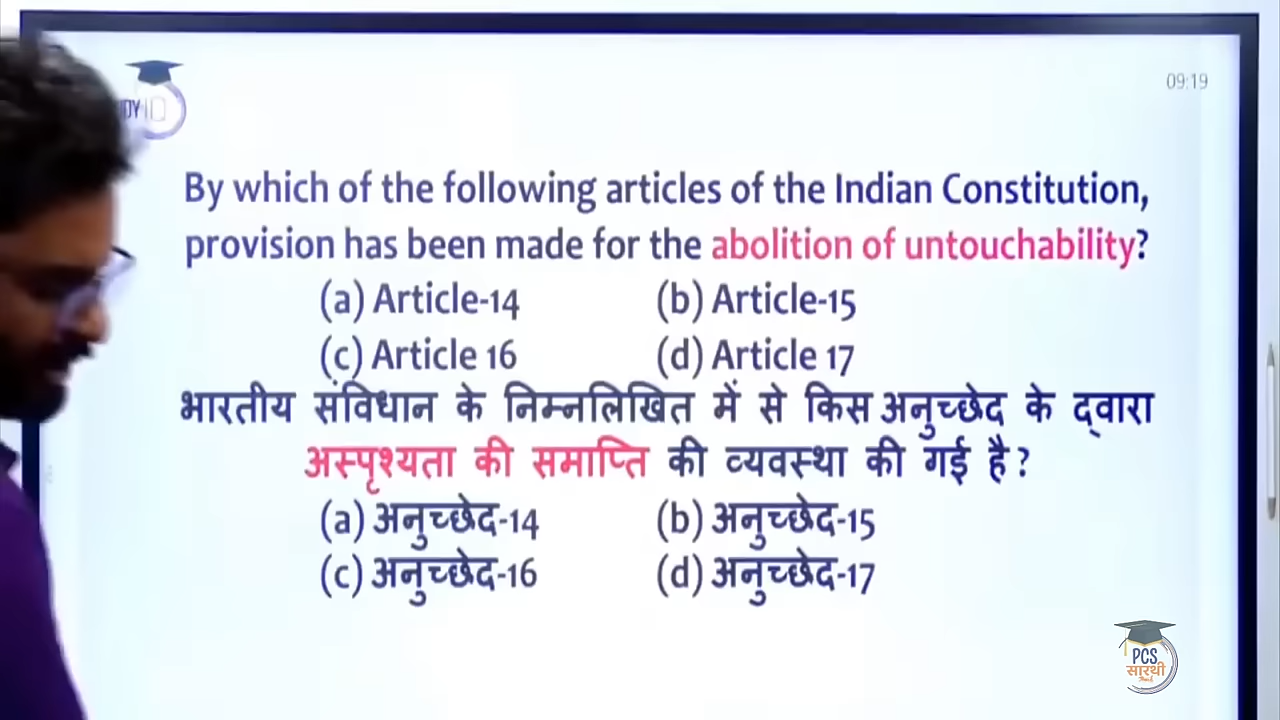 09:19
By which of the following articles of the Indian Constitution,
provision has been made for the abolition of untouchability?
(a) Article-14 (b) Article-15
(c) Article 16 (d) Article 17
भारतीय संविधान के निम्नलिखित में से किस अनुच्छेद के द्वारा
अस्पृश्यता की समाप्ति की व्यवस्था की गई है ?
(a) अनुच्छेद-14 (b) अनुच्छेद-15
(c) अनुच्छेद-16 (d) अनुच्छेद-17
PCS
सारथी